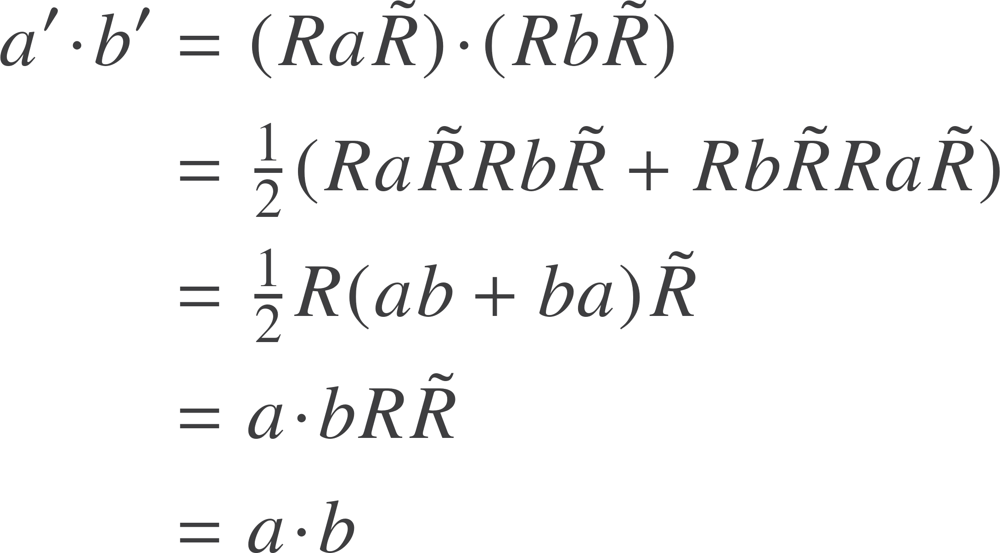 a′·b′ = (RaR̃)·(RbR̃)
= ½(RaR̃RbR̃ + RbR̃RaR̃)
= ½R(ab + ba)R̃
= a·bRR̃
= a·b